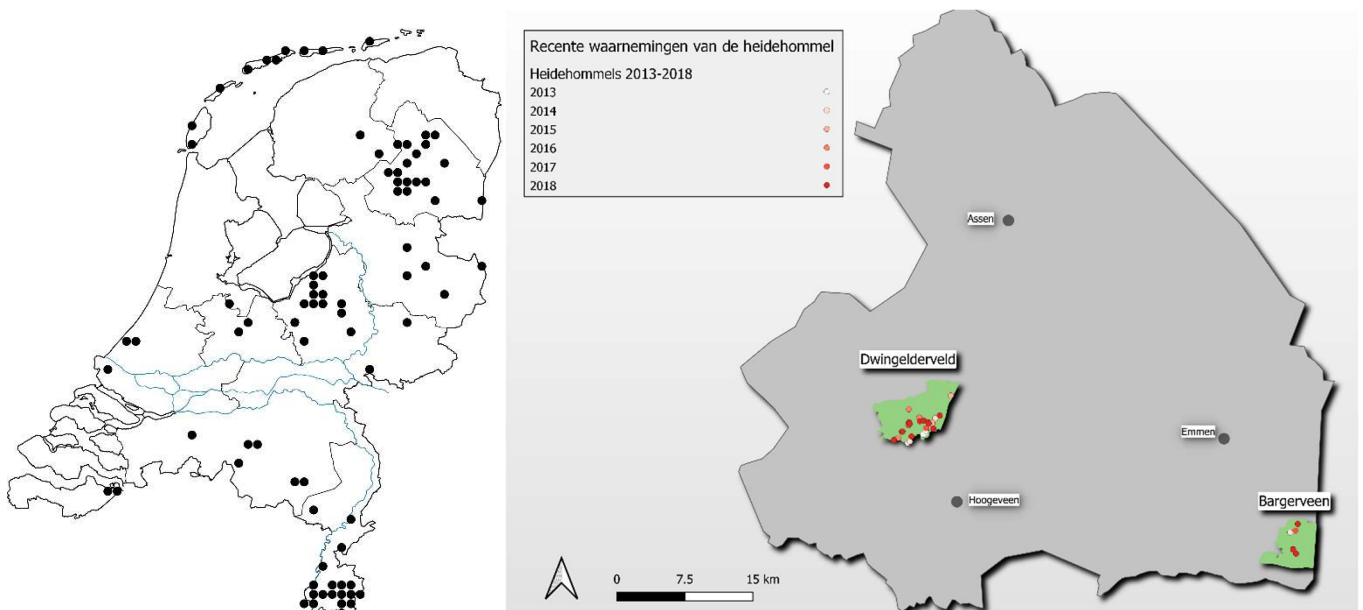 Recente waarnemingen van de heidehommel
Heidehommels 2013-2018
2013
2014
2015
2016
2017
2018
Assen
Dwingelderveld
Emmen
Hoogeveen
Bargerveen
0 7.5 15 km